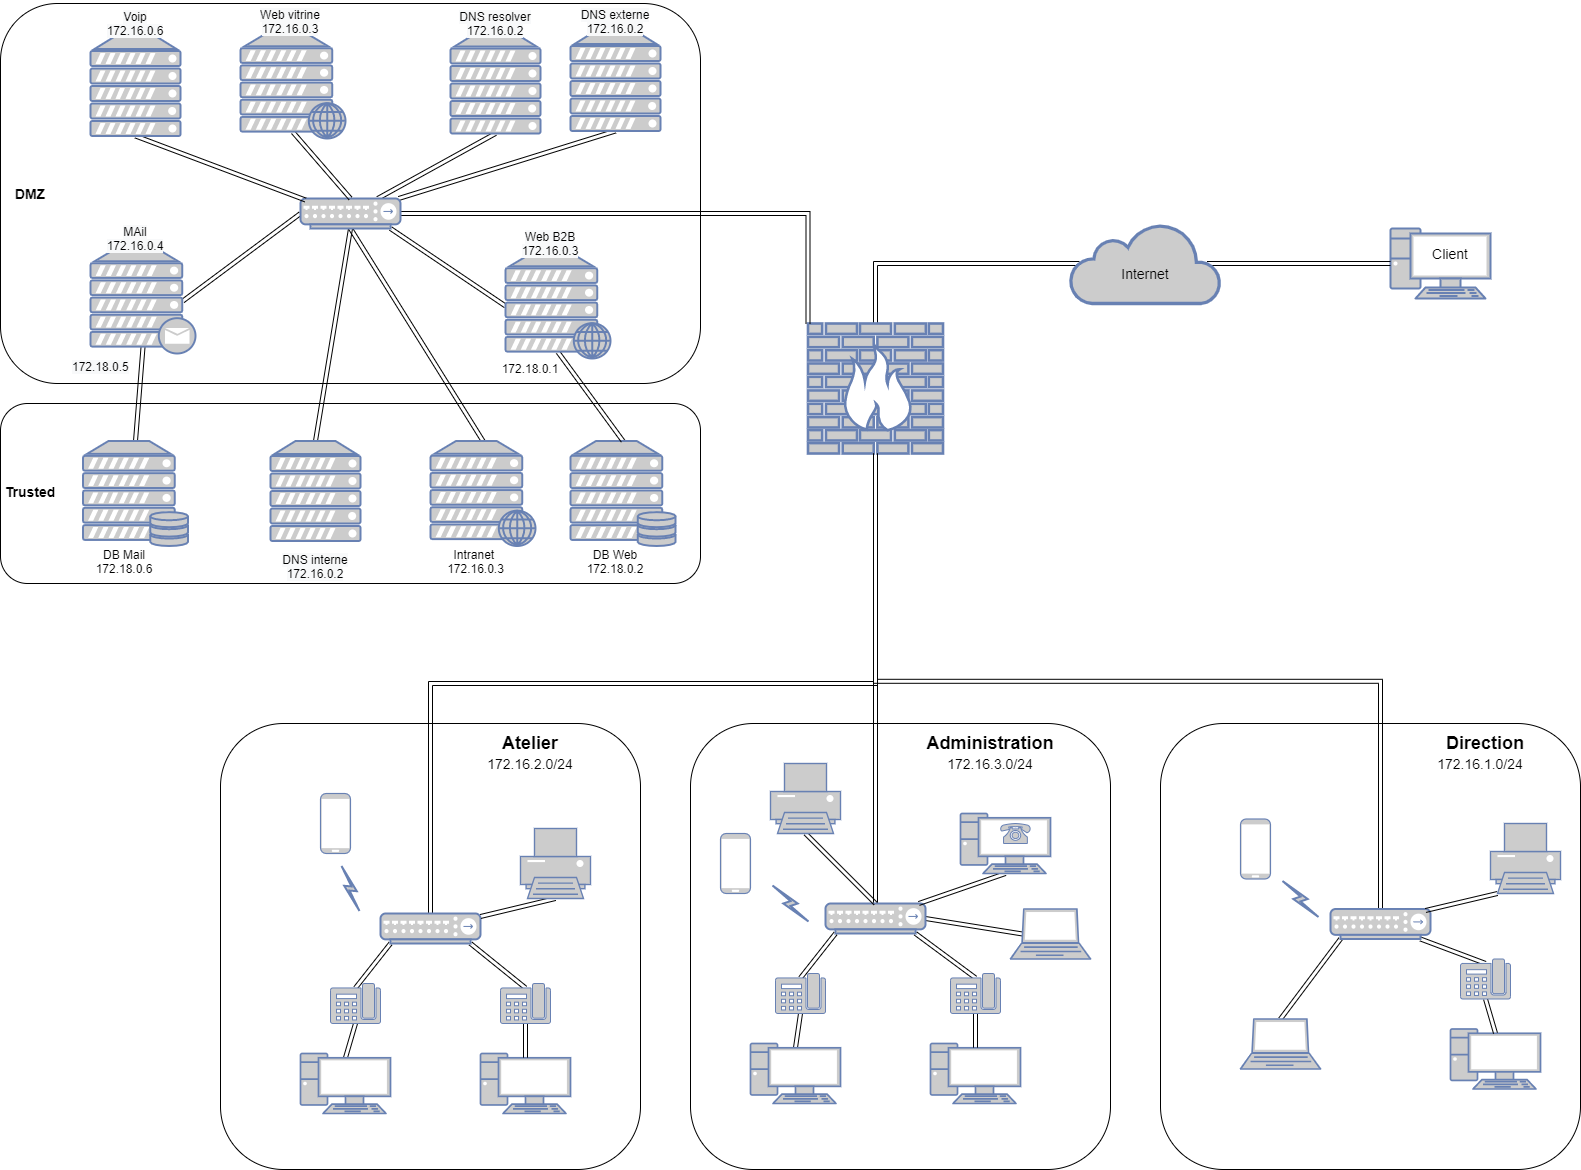 Voip
172.16.0.6
Web vitrine
172.16.0.3
DNS resolver
172.16.0.2
DNS externe
172.16.0.2
DMZ
MAil
172.16.0.4
Web B2B
172.16.0.3
172.18.0.5
172.18.0.1
Internet
Client
Trusted
DB Mail
172.18.0.6
DNS interne
172.16.0.2
Intranet
172.16.0.3
DB Web
172.18.0.2
Atelier
172.16.2.0/24
Administration
172.16.3.0/24
Direction
172.16.1.0/24